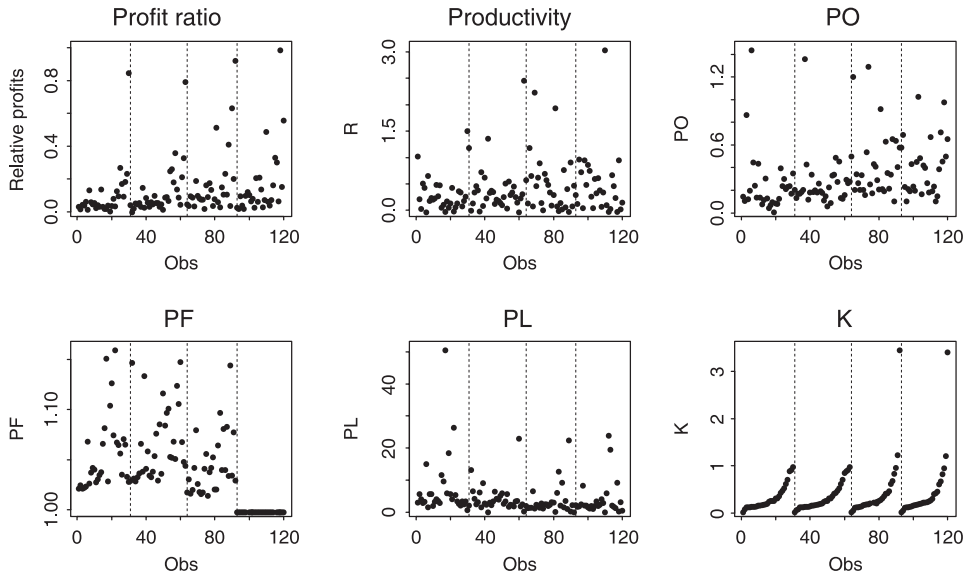 Profit ratio
Relative profits
0.0 0.4 0.8
0 40 80 120
Obs
Productivity
R
0.0 1.5 3.0
0 40 80 120
Obs
PO
PO
0.0 0.6 1.2
0 40 80 120
Obs
PF
PF
1.00 1.10
0 40 80 120
Obs
PL
PL
0 20 40
0 40 80 120
Obs
K
K
0 1 2 3
0 40 80 120
Obs